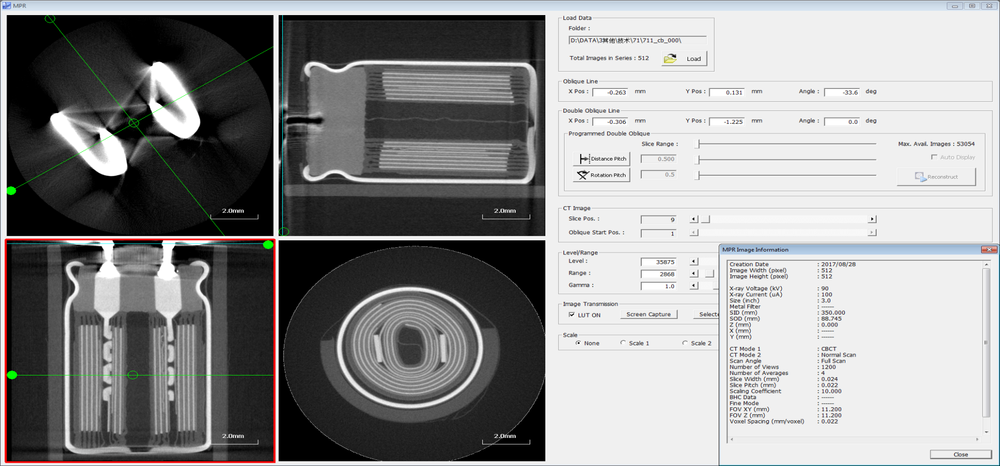 MPR
2.0mm
2.0mm
2.0mm
2.0mm
Load Data
Folder :
D:\DATA\3其他\技术\71\711_cb_000\
Total Images in Series : 512
Load
Oblique Line
X Pos : -0.263 mm Y Pos : 0.131 mm Angle : -33.6 deg
Double Oblique Line
X Pos : -0.306 mm Y Pos : -1.225 mm Angle : 0.0 deg
Programmed Double Oblique
Slice Range : Max. Avail. Images : 53054
Distance Pitch 0.500 Auto Display
Rotation Pitch 0.5 Reconstruct
CT Image
Slice Pos. : 9
Oblique Start Pos. : 1
Level/Range
Level : 35875
Range : 2868
Gamma : 1.0
Image Transmission
LUT ON Screen Capture Selecte
Scale
None Scale 1 Scale 2
MPR Image Information
Creation Date : 2017/08/28
Image Width (pixel) : 512
Image Height (pixel) : 512
X-ray Voltage (kV) : 90
X-ray Current (uA) : 100
Size (inch) : 3.0
Metal Filter : ------
SID (mm) : 350.000
SOD (mm) : 88.745
Z (mm) : 0.000
X (mm) : ------
Y (mm) : ------
CT Mode 1 : CBCT
CT Mode 2 : Normal Scan
Scan Angle : Full Scan
Number of Views : 1200
Number of Averages : 4
Slice Width (mm) : 0.024
Slice Pitch (mm) : 0.022
Scaling Coefficient : 10.000
BHC Data : ------
Fine Mode : ------
FOV XY (mm) : 11.200
FOV Z (mm) : 11.200
Voxel Spacing (mm/voxel) : 0.022
Close